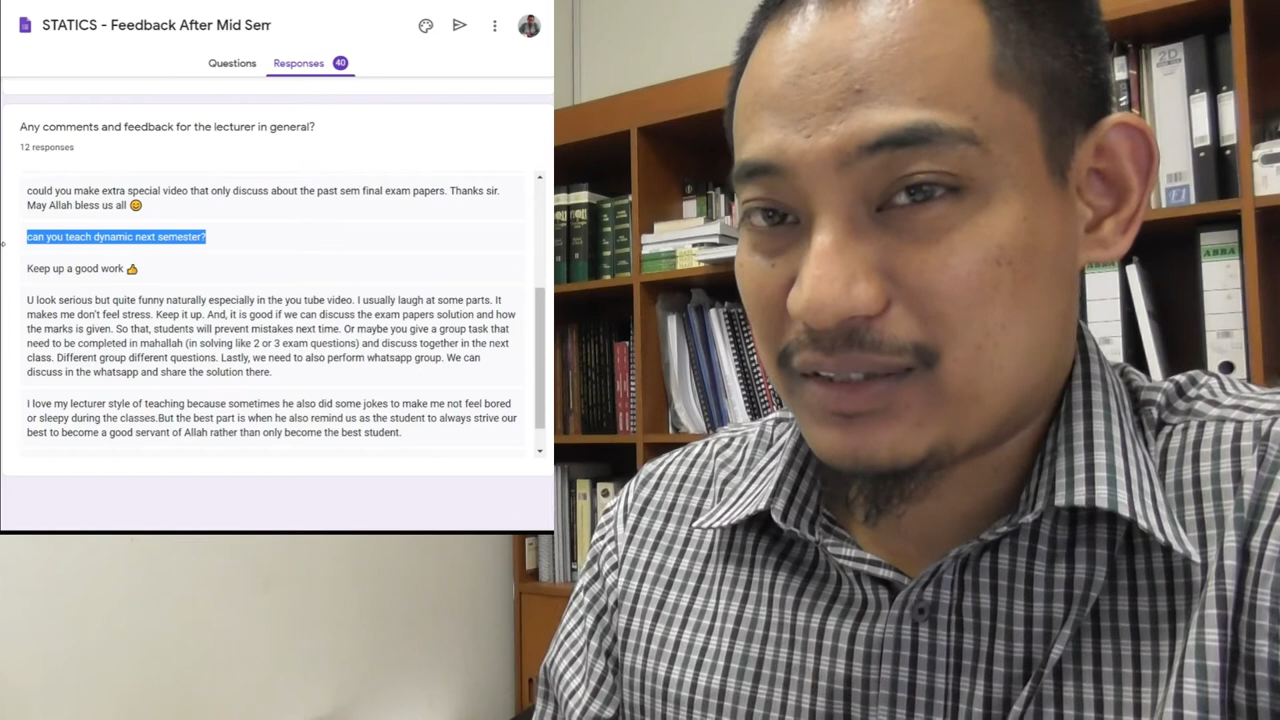 STATICS - Feedback After Mid Sem
Questions
Responses
40
Any comments and feedback for the lecturer in general?
12 responses
could you make extra special video that only discuss about the past sem final exam papers. Thanks sir.
May Allah bless us all 😄
can you teach dynamic next semester?
Keep up a good work 👍
U look serious but quite funny naturally especially in the you tube video. I usually laugh at some parts. It
makes me don't feel stress. Keep it up. And, it is good if we can discuss the exam papers solution and how
the marks is given. So that, students will prevent mistakes next time. Or maybe you give a group task that
need to be completed in mahallah (in solving like 2 or 3 exam questions) and discuss together in the next
class. Different group different questions. Lastly, we need to also perform whatsapp group. We can
discuss in the whatsapp and share the solution there.
I love my lecturer style of teaching because sometimes he also did some jokes to make me not feel bored
or sleepy during the classes.But the best part is when he also remind us as the student to always strive our
best to become a good servant of Allah rather than only become the best student.
2D
ABBA
ABBA